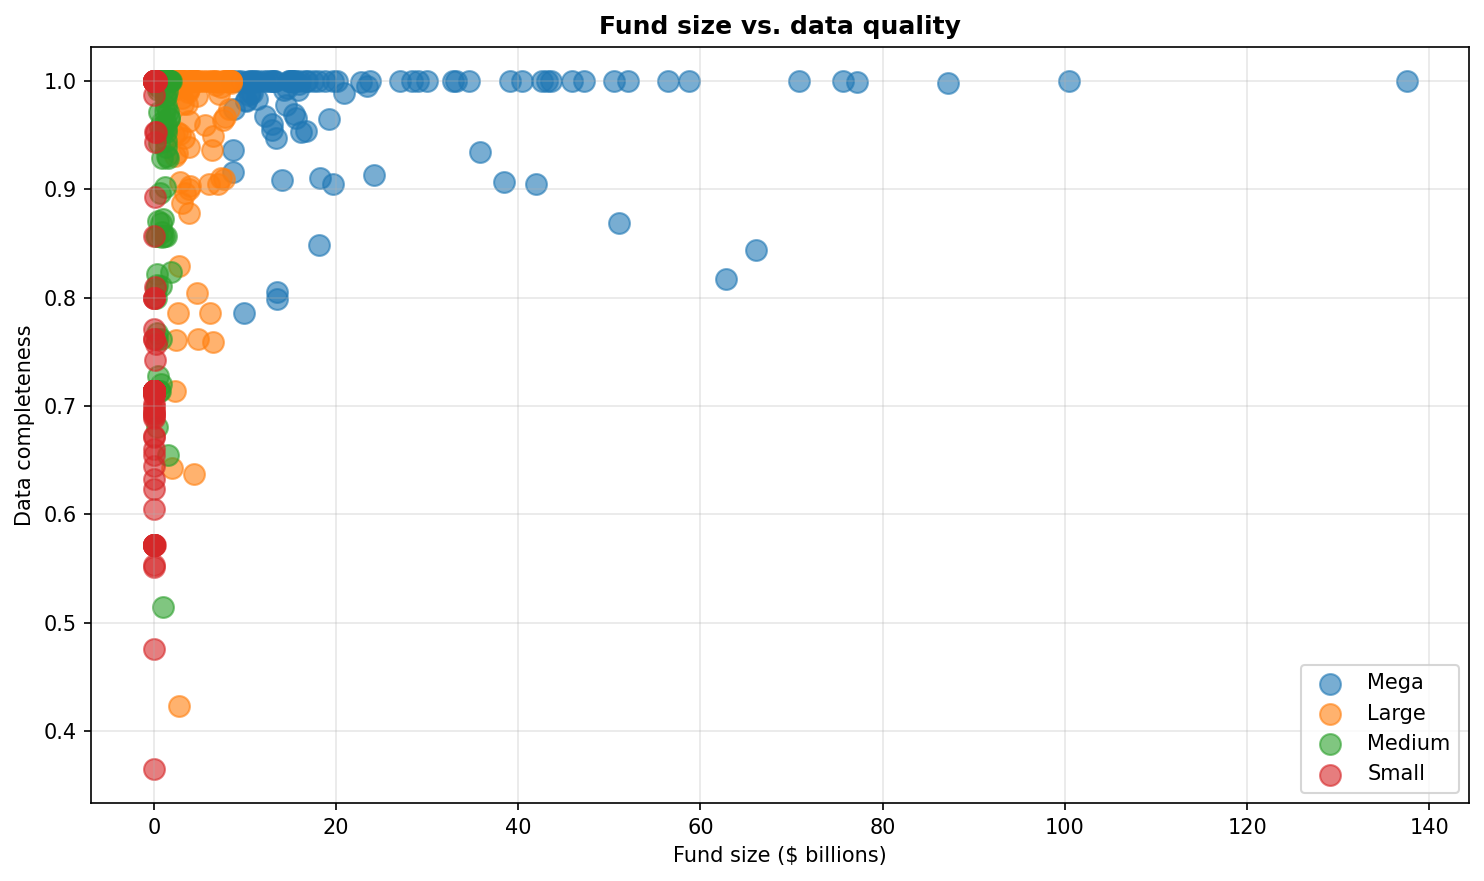 Fund size vs. data quality
Data completeness
1.0
0.9
0.8
0.7
0.6
0.5
0.4
Mega
Large
Medium
Small
0 20 40 60 80 100 120 140
Fund size ($ billions)